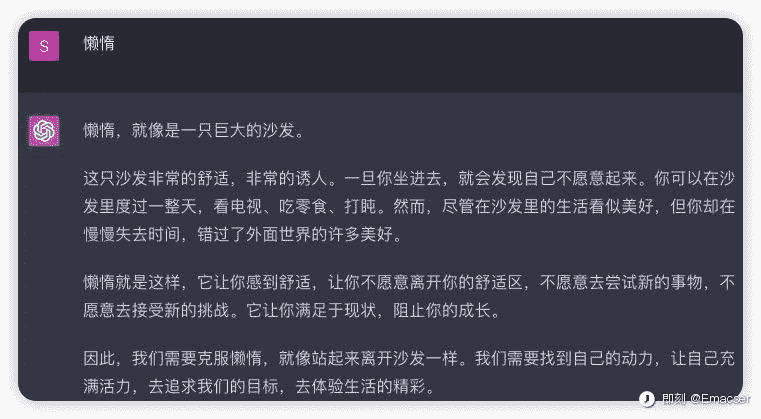 S
懒惰
懒惰，就像是一只巨大的沙发。
这只沙发非常的舒适，非常的诱人。一旦你坐进去，就会发现自己不愿意起来。你可以在沙
发里度过一整天，看电视、吃零食、打盹。然而，尽管在沙发里的生活看似美好，但你却在
慢慢失去时间，错过了外面世界的许多美好。
懒惰就是这样，它让你感到舒适，让你不愿意离开你的舒适区，不愿意去尝试新的事物，不
愿意去接受新的挑战。它让你满足于现状，阻止你的成长。
因此，我们需要克服懒惰，就像站起来离开沙发一样。我们需要找到自己的动力，让自己充
满活力，去追求我们的目标，去体验生活的精彩。
即刻 @Emacser